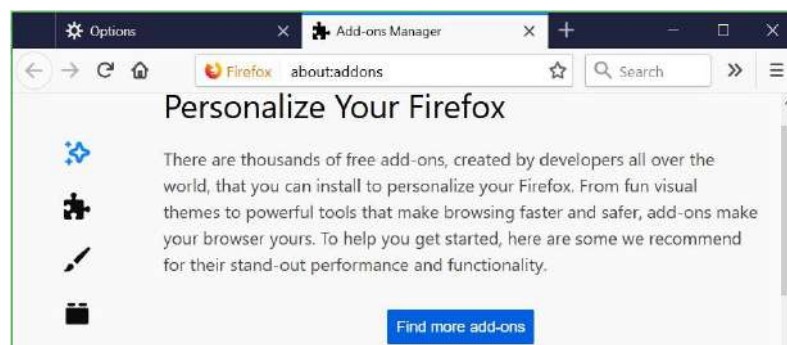 Options
Add-ons Manager
Firefox about:addons
Search
Personalize Your Firefox
There are thousands of free add-ons, created by developers all over the
world, that you can install to personalize your Firefox. From fun visual
themes to powerful tools that make browsing faster and safer, add-ons make
your browser yours. To help you get started, here are some we recommend
for their stand-out performance and functionality.
Find more add-ons